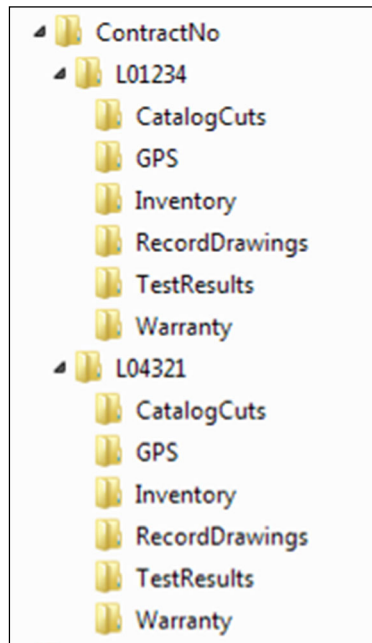 ContractNo
L01234
CatalogCuts
GPS
Inventory
RecordDrawings
TestResults
Warranty
L04321
CatalogCuts
GPS
Inventory
RecordDrawings
TestResults
Warranty